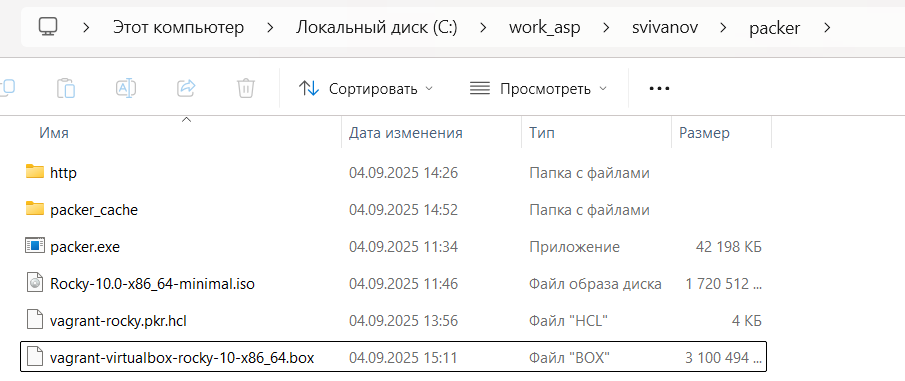 Этот компьютер > Локальный диск (C:) > work_asp > svivanov > packer >
Сортировать Просмотреть •••
Имя Дата изменения Тип Размер
http 04.09.2025 14:26 Папка с файлами
packer_cache 04.09.2025 14:52 Папка с файлами
packer.exe 04.09.2025 11:34 Приложение 42 198 КБ
Rocky-10.0-x86_64-minimal.iso 04.09.2025 11:46 Файл образа диска 1 720 512 ...
vagrant-rocky.pkr.hcl 04.09.2025 13:56 Файл "HCL" 4 КБ
vagrant-virtualbox-rocky-10-x86_64.box 04.09.2025 15:11 Файл "BOX" 3 100 494 ...